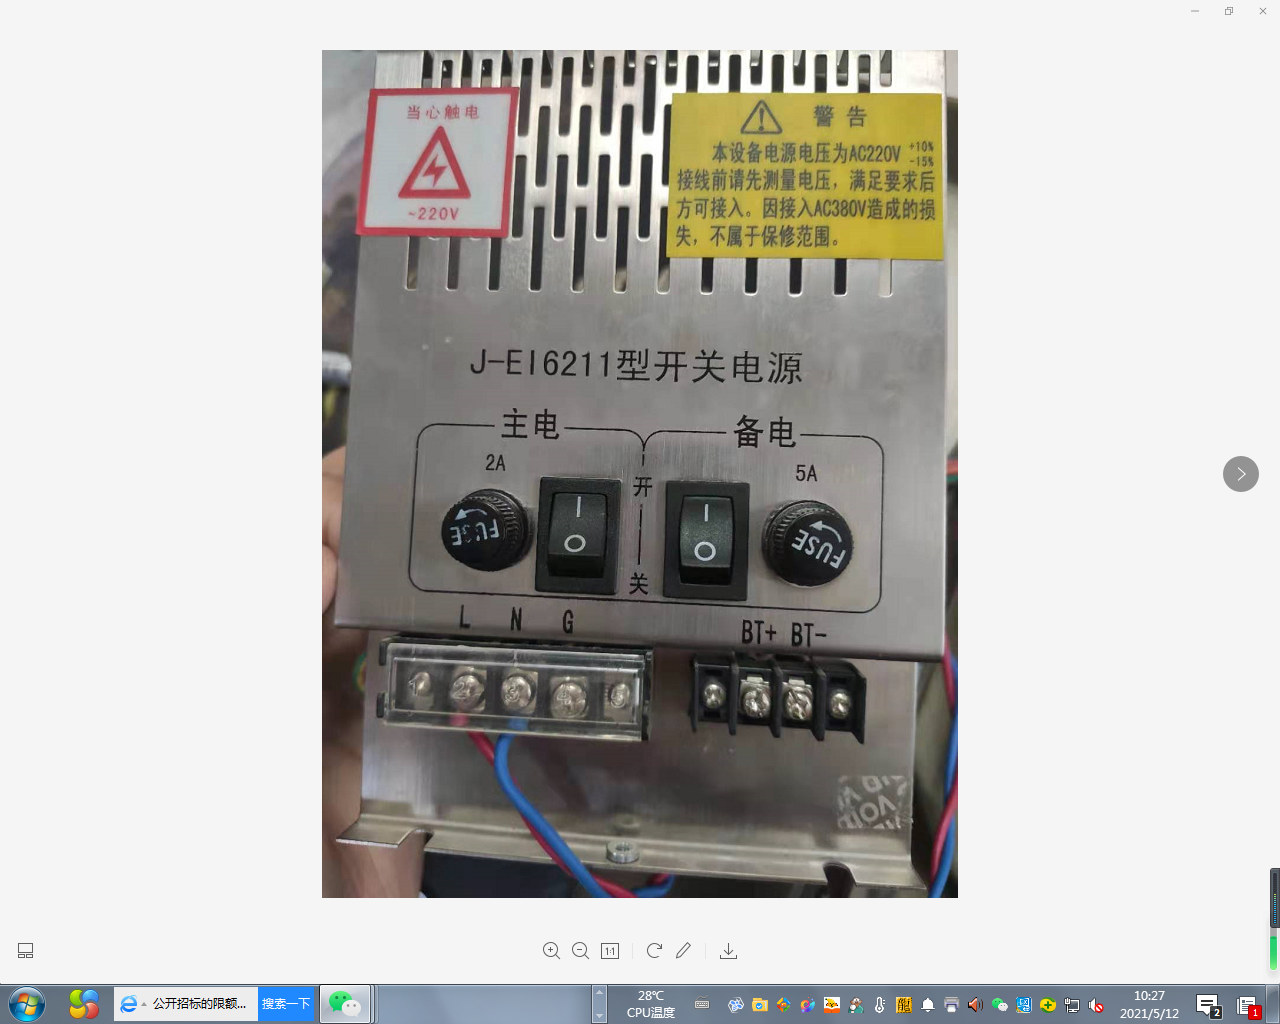 当心触电
~220V
警告
本设备电源电压为AC220V +10% -15%
接线前请先测量电压，满足要求后
方可接入。因接入AC380V造成的损
失，不属于保修范围。
J-EI6211型开关电源
主电
备电
2A
5A
开
关
FUSE
I
O
I
O
FUSE
L N G
BT+ BT-
1 2 3 4 5
VOID
1:1
公开招标的限额...
搜索一下
28℃
CPU温度
10:27
2021/5/12
2
1